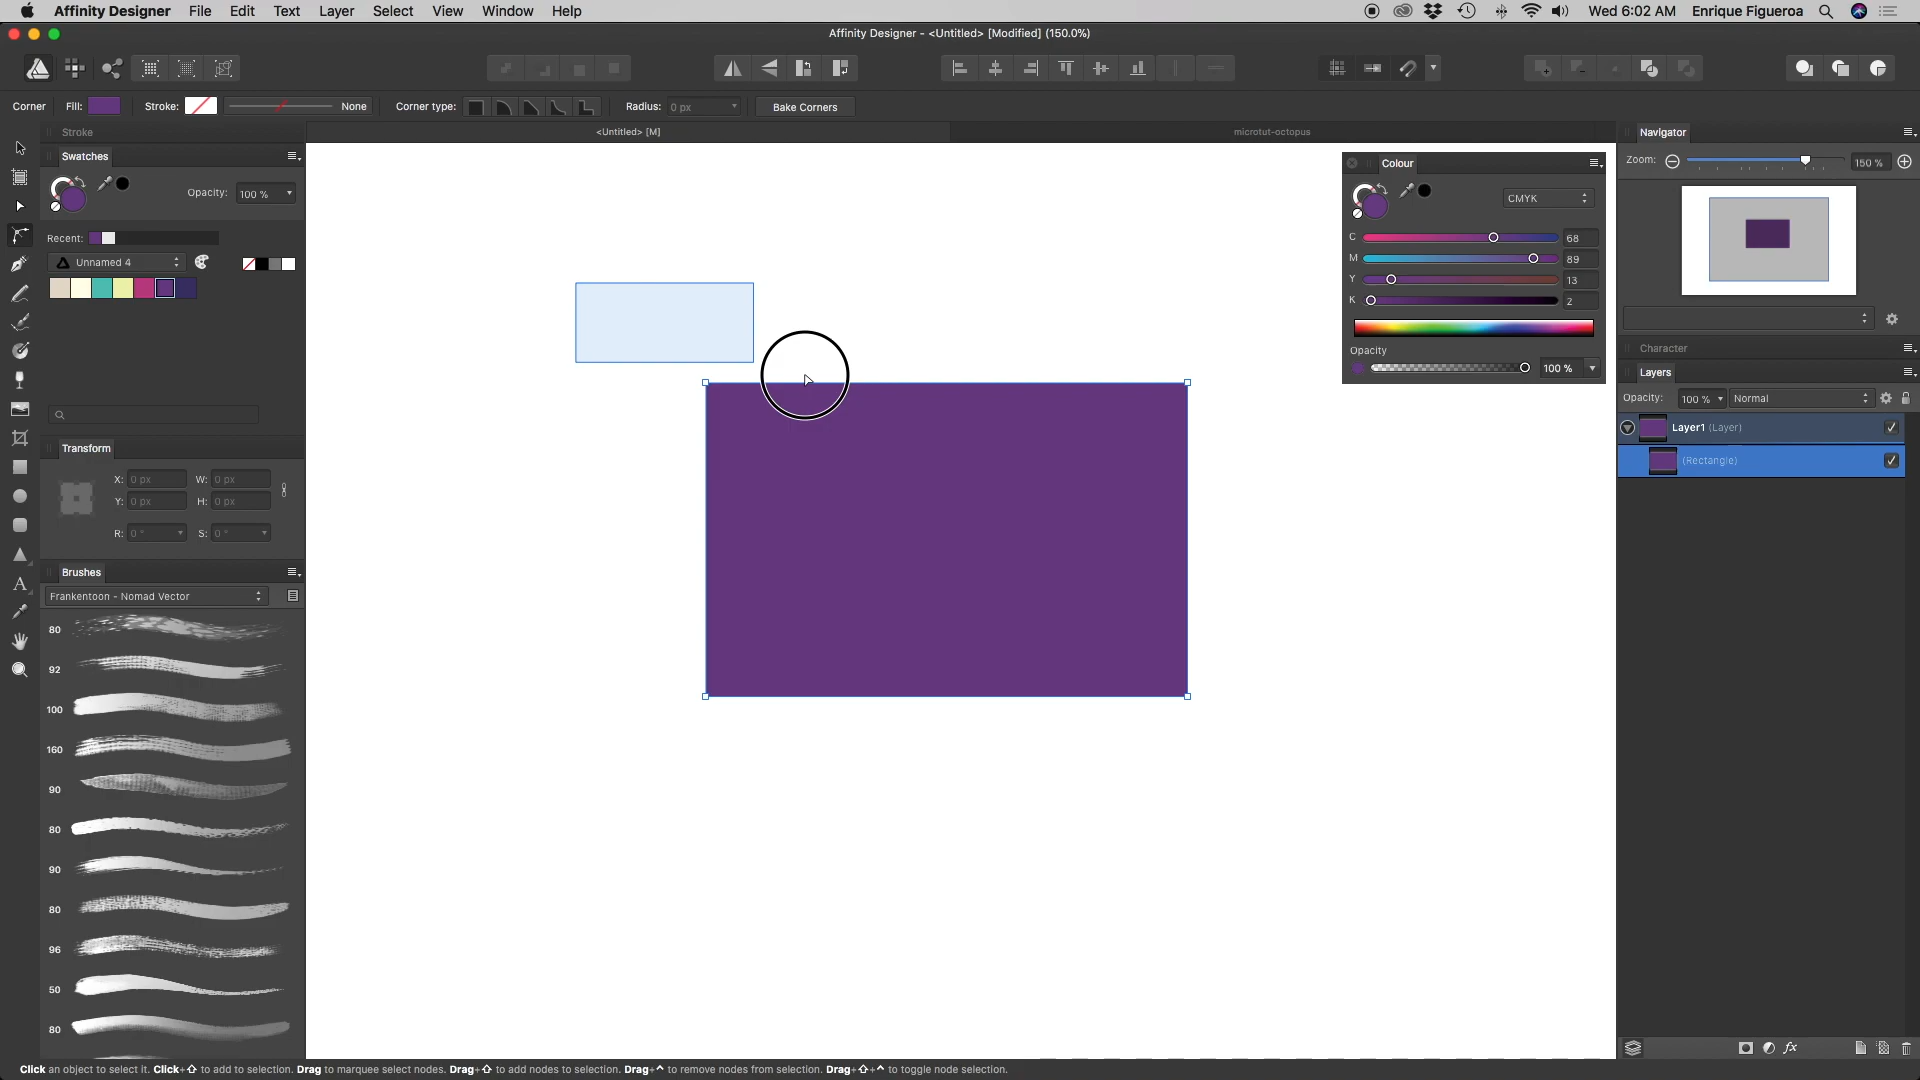 Affinity Designer File Edit Text Layer Select View Window Help Wed 6:02 AM Enrique Figueroa
Affinity Designer - <Untitled> [Modified] (150.0%)
Corner Fill: Stroke: None Corner type: Radius: 0 px Bake Corners
Stroke
<Untitled> [M]
microtut-octopus
Swatches
Opacity: 100 %
Recent:
Unnamed 4
Transform
X: 0 px W: 0 px
Y: 0 px H: 0 px
R: 0 ° S: 0 °
Brushes
Frankentoon - Nomad Vector
80
92
100
160
90
80
90
80
96
50
80
Colour
CMYK
C 68
M 89
Y 13
K 2
Opacity
100 %
Navigator
Zoom: 150 %
Character
Layers
Opacity: 100 % Normal
Layer1 (Layer)
(Rectangle)
fx
Click an object to select it. Click+⇧ to add to selection. Drag to marquee select nodes. Drag+⇧ to add nodes to selection. Drag+^ to remove nodes from selection. Drag+⇧+^ to toggle node selection.